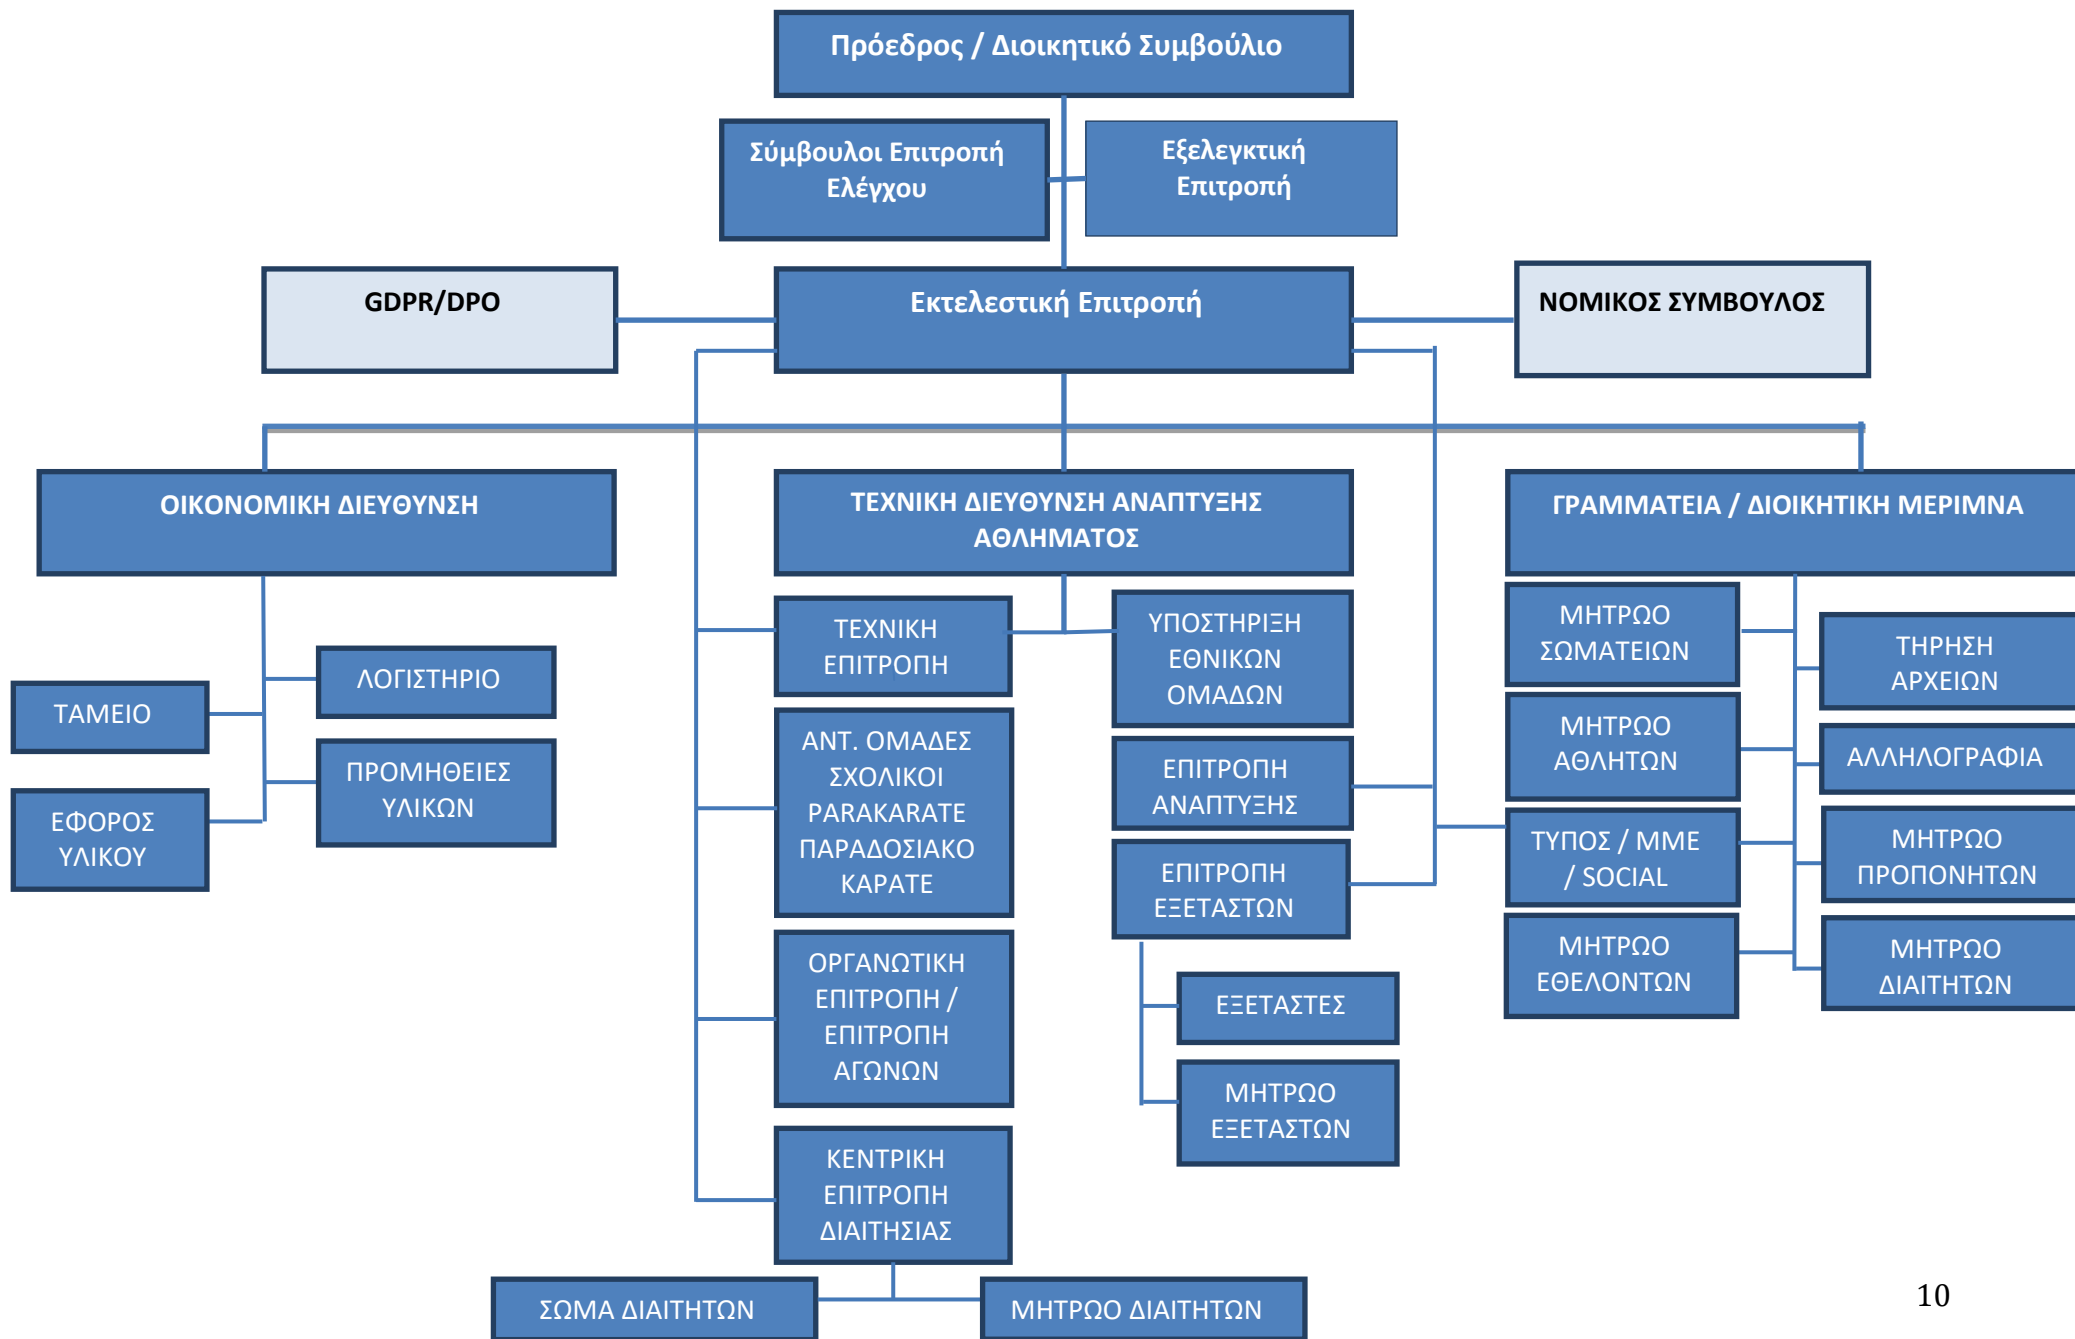 Πρόεδρος / Διοικητικό Συμβούλιο
Σύμβουλοι Επιτροπή
Ελέγχου
Εξελεγκτική
Επιτροπή
GDPR/DPO
Εκτελεστική Επιτροπή
ΝΟΜΙΚΟΣ ΣΥΜΒΟΥΛΟΣ
ΟΙΚΟΝΟΜΙΚΗ ΔΙΕΥΘΥΝΣΗ
ΤΕΧΝΙΚΗ ΔΙΕΥΘΥΝΣΗ ΑΝΑΠΤΥΞΗΣ
ΑΘΛΗΜΑΤΟΣ
ΓΡΑΜΜΑΤΕΙΑ / ΔΙΟΙΚΗΤΙΚΗ ΜΕΡΙΜΝΑ
ΛΟΓΙΣΤΗΡΙΟ
ΤΑΜΕΙΟ
ΠΡΟΜΗΘΕΙΕΣ
ΥΛΙΚΩΝ
ΕΦΟΡΟΣ
ΥΛΙΚΟΥ
ΤΕΧΝΙΚΗ
ΕΠΙΤΡΟΠΗ
ΥΠΟΣΤΗΡΙΞΗ
ΕΘΝΙΚΩΝ
ΟΜΑΔΩΝ
ΑΝΤ. ΟΜΑΔΕΣ
ΣΧΟΛΙΚΟΙ
PARAKARATE
ΠΑΡΑΔΟΣΙΑΚΟ
ΚΑΡΑΤΕ
ΕΠΙΤΡΟΠΗ
ΑΝΑΠΤΥΞΗΣ
ΕΠΙΤΡΟΠΗ
ΕΞΕΤΑΣΤΩΝ
ΟΡΓΑΝΩΤΙΚΗ
ΕΠΙΤΡΟΠΗ /
ΕΠΙΤΡΟΠΗ
ΑΓΩΝΩΝ
ΕΞΕΤΑΣΤΕΣ
ΜΗΤΡΩΟ
ΕΞΕΤΑΣΤΩΝ
ΚΕΝΤΡΙΚΗ
ΕΠΙΤΡΟΠΗ
ΔΙΑΙΤΗΣΙΑΣ
ΣΩΜΑ ΔΙΑΙΤΗΤΩΝ
ΜΗΤΡΩΟ ΔΙΑΙΤΗΤΩΝ
ΜΗΤΡΩΟ
ΣΩΜΑΤΕΙΩΝ
ΤΗΡΗΣΗ
ΑΡΧΕΙΩΝ
ΜΗΤΡΩΟ
ΑΘΛΗΤΩΝ
ΑΛΛΗΛΟΓΡΑΦΙΑ
ΤΥΠΟΣ / ΜΜΕ
/ SOCIAL
ΜΗΤΡΩΟ
ΠΡΟΠΟΝΗΤΩΝ
ΜΗΤΡΩΟ
ΕΘΕΛΟΝΤΩΝ
ΜΗΤΡΩΟ
ΔΙΑΙΤΗΤΩΝ
10